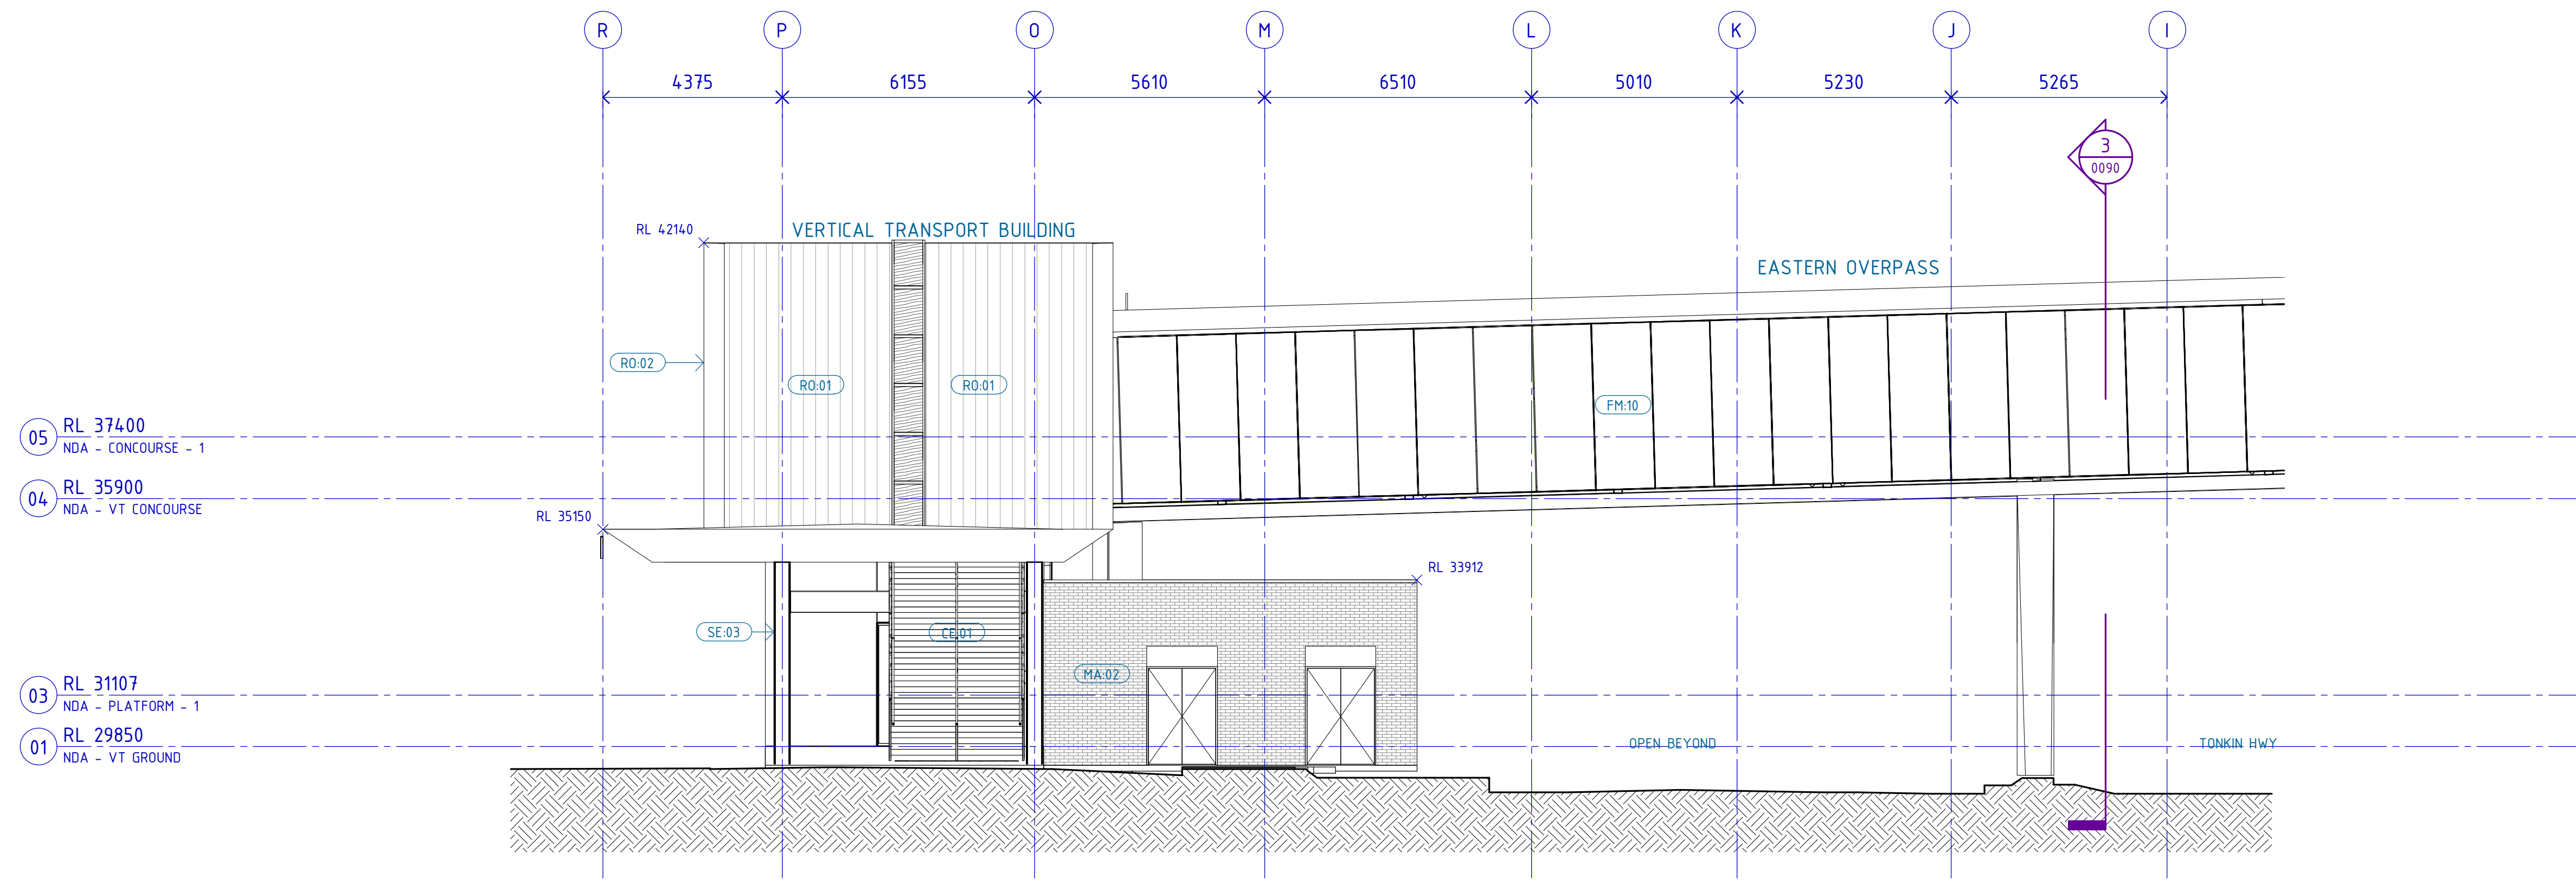 R P O M L K J I
4375 6155 5610 6510 5010 5230 5265
3
0090
RL 42140
VERTICAL TRANSPORT BUILDING
EASTERN OVERPASS
RO:02
RO:01
RO:01
FM:10
05
RL 37400
NDA - CONCOURSE - 1
04
RL 35900
NDA - VT CONCOURSE
RL 35150
RL 33912
SE:03
CE:01
MA:02
03
RL 31107
NDA - PLATFORM - 1
01
RL 29850
NDA - VT GROUND
OPEN BEYOND
TONKIN HWY